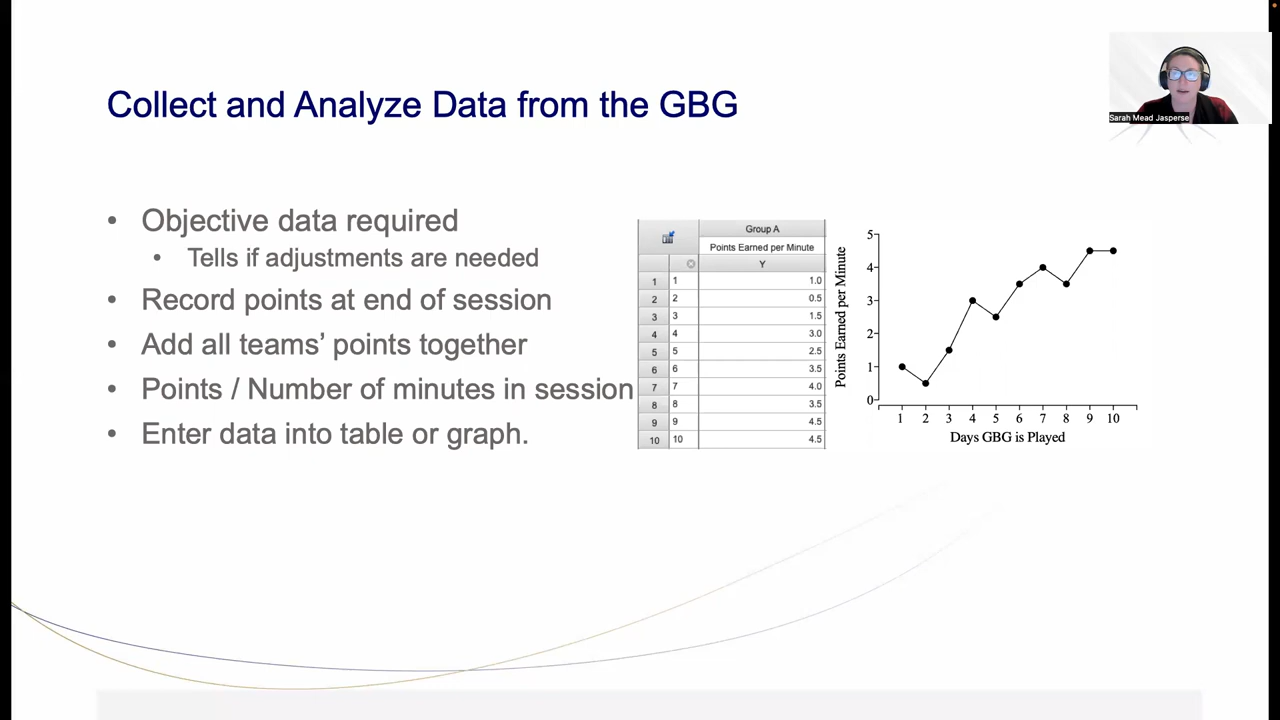 Collect and Analyze Data from the GBG
Sarah Mead Jasperse
• Objective data required
• Tells if adjustments are needed
• Record points at end of session
• Add all teams’ points together
• Points / Number of minutes in session
• Enter data into table or graph.
Group A
Points Earned per Minute
Y
1 1 1.0
2 2 0.5
3 3 1.5
4 4 3.0
5 5 2.5
6 6 3.5
7 7 4.0
8 8 3.5
9 9 4.5
10 10 4.5
Points Earned per Minute
5
4
3
2
1
0
1 2 3 4 5 6 7 8 9 10
Days GBG is Played